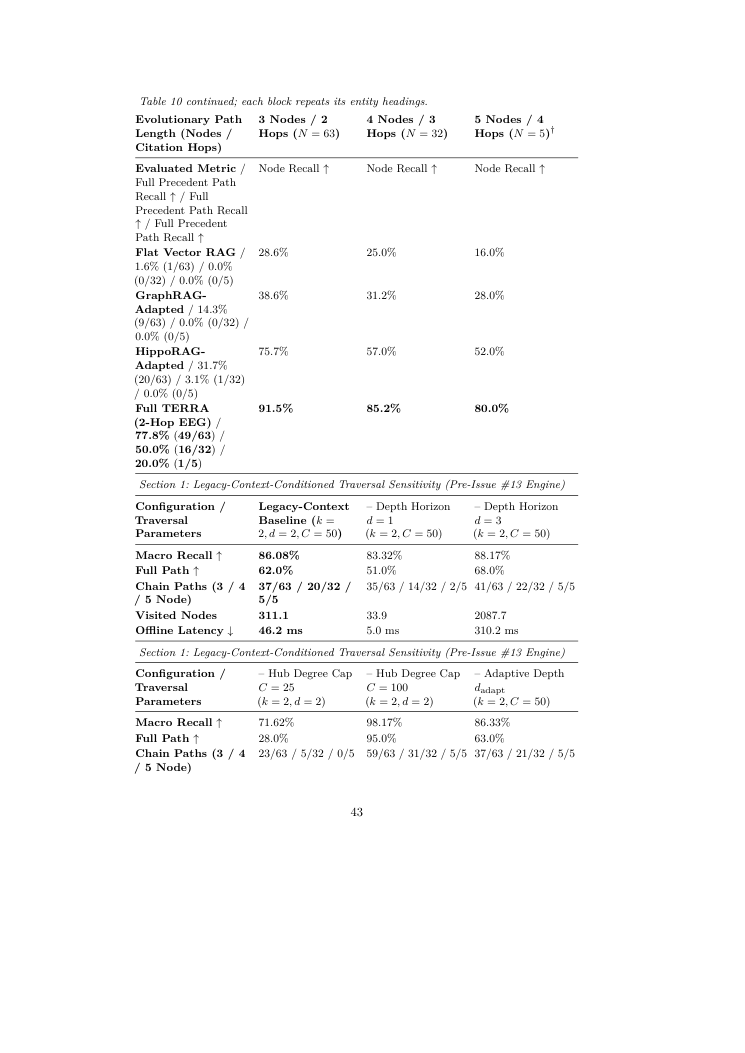 Table 10 continued; each block repeats its entity headings.
Evolutionary Path Length (Nodes / Citation Hops) 3 Nodes / 2 Hops (N = 63) 4 Nodes / 3 Hops (N = 32) 5 Nodes / 4 Hops (N = 5)†
Evaluated Metric / Full Precedent Path Recall ↑ / Full Precedent Path Recall ↑ / Full Precedent Path Recall ↑ Node Recall ↑ Node Recall ↑ Node Recall ↑
Flat Vector RAG / 1.6% (1/63) / 0.0% (0/32) / 0.0% (0/5) 28.6% 25.0% 16.0%
GraphRAG-Adapted / 14.3% (9/63) / 0.0% (0/32) / 0.0% (0/5) 38.6% 31.2% 28.0%
HippoRAG-Adapted / 31.7% (20/63) / 3.1% (1/32) / 0.0% (0/5) 75.7% 57.0% 52.0%
Full TERRA (2-Hop EEG) / 77.8% (49/63) / 50.0% (16/32) / 20.0% (1/5) 91.5% 85.2% 80.0%
Section 1: Legacy-Context-Conditioned Traversal Sensitivity (Pre-Issue #13 Engine)
Configuration / Traversal Parameters Legacy-Context Baseline (k = 2, d = 2, C = 50) – Depth Horizon d = 1 (k = 2, C = 50) – Depth Horizon d = 3 (k = 2, C = 50)
Macro Recall ↑ 86.08% 83.32% 88.17%
Full Path ↑ 62.0% 51.0% 68.0%
Chain Paths (3 / 4 / 5 Node) 37/63 / 20/32 / 5/5 35/63 / 14/32 / 2/5 41/63 / 22/32 / 5/5
Visited Nodes 311.1 33.9 2087.7
Offline Latency ↓ 46.2 ms 5.0 ms 310.2 ms
Section 1: Legacy-Context-Conditioned Traversal Sensitivity (Pre-Issue #13 Engine)
Configuration / Traversal Parameters – Hub Degree Cap C = 25 (k = 2, d = 2) – Hub Degree Cap C = 100 (k = 2, d = 2) – Adaptive Depth dadapt (k = 2, C = 50)
Macro Recall ↑ 71.62% 98.17% 86.33%
Full Path ↑ 28.0% 95.0% 63.0%
Chain Paths (3 / 4 / 5 Node) 23/63 / 5/32 / 0/5 59/63 / 31/32 / 5/5 37/63 / 21/32 / 5/5
43